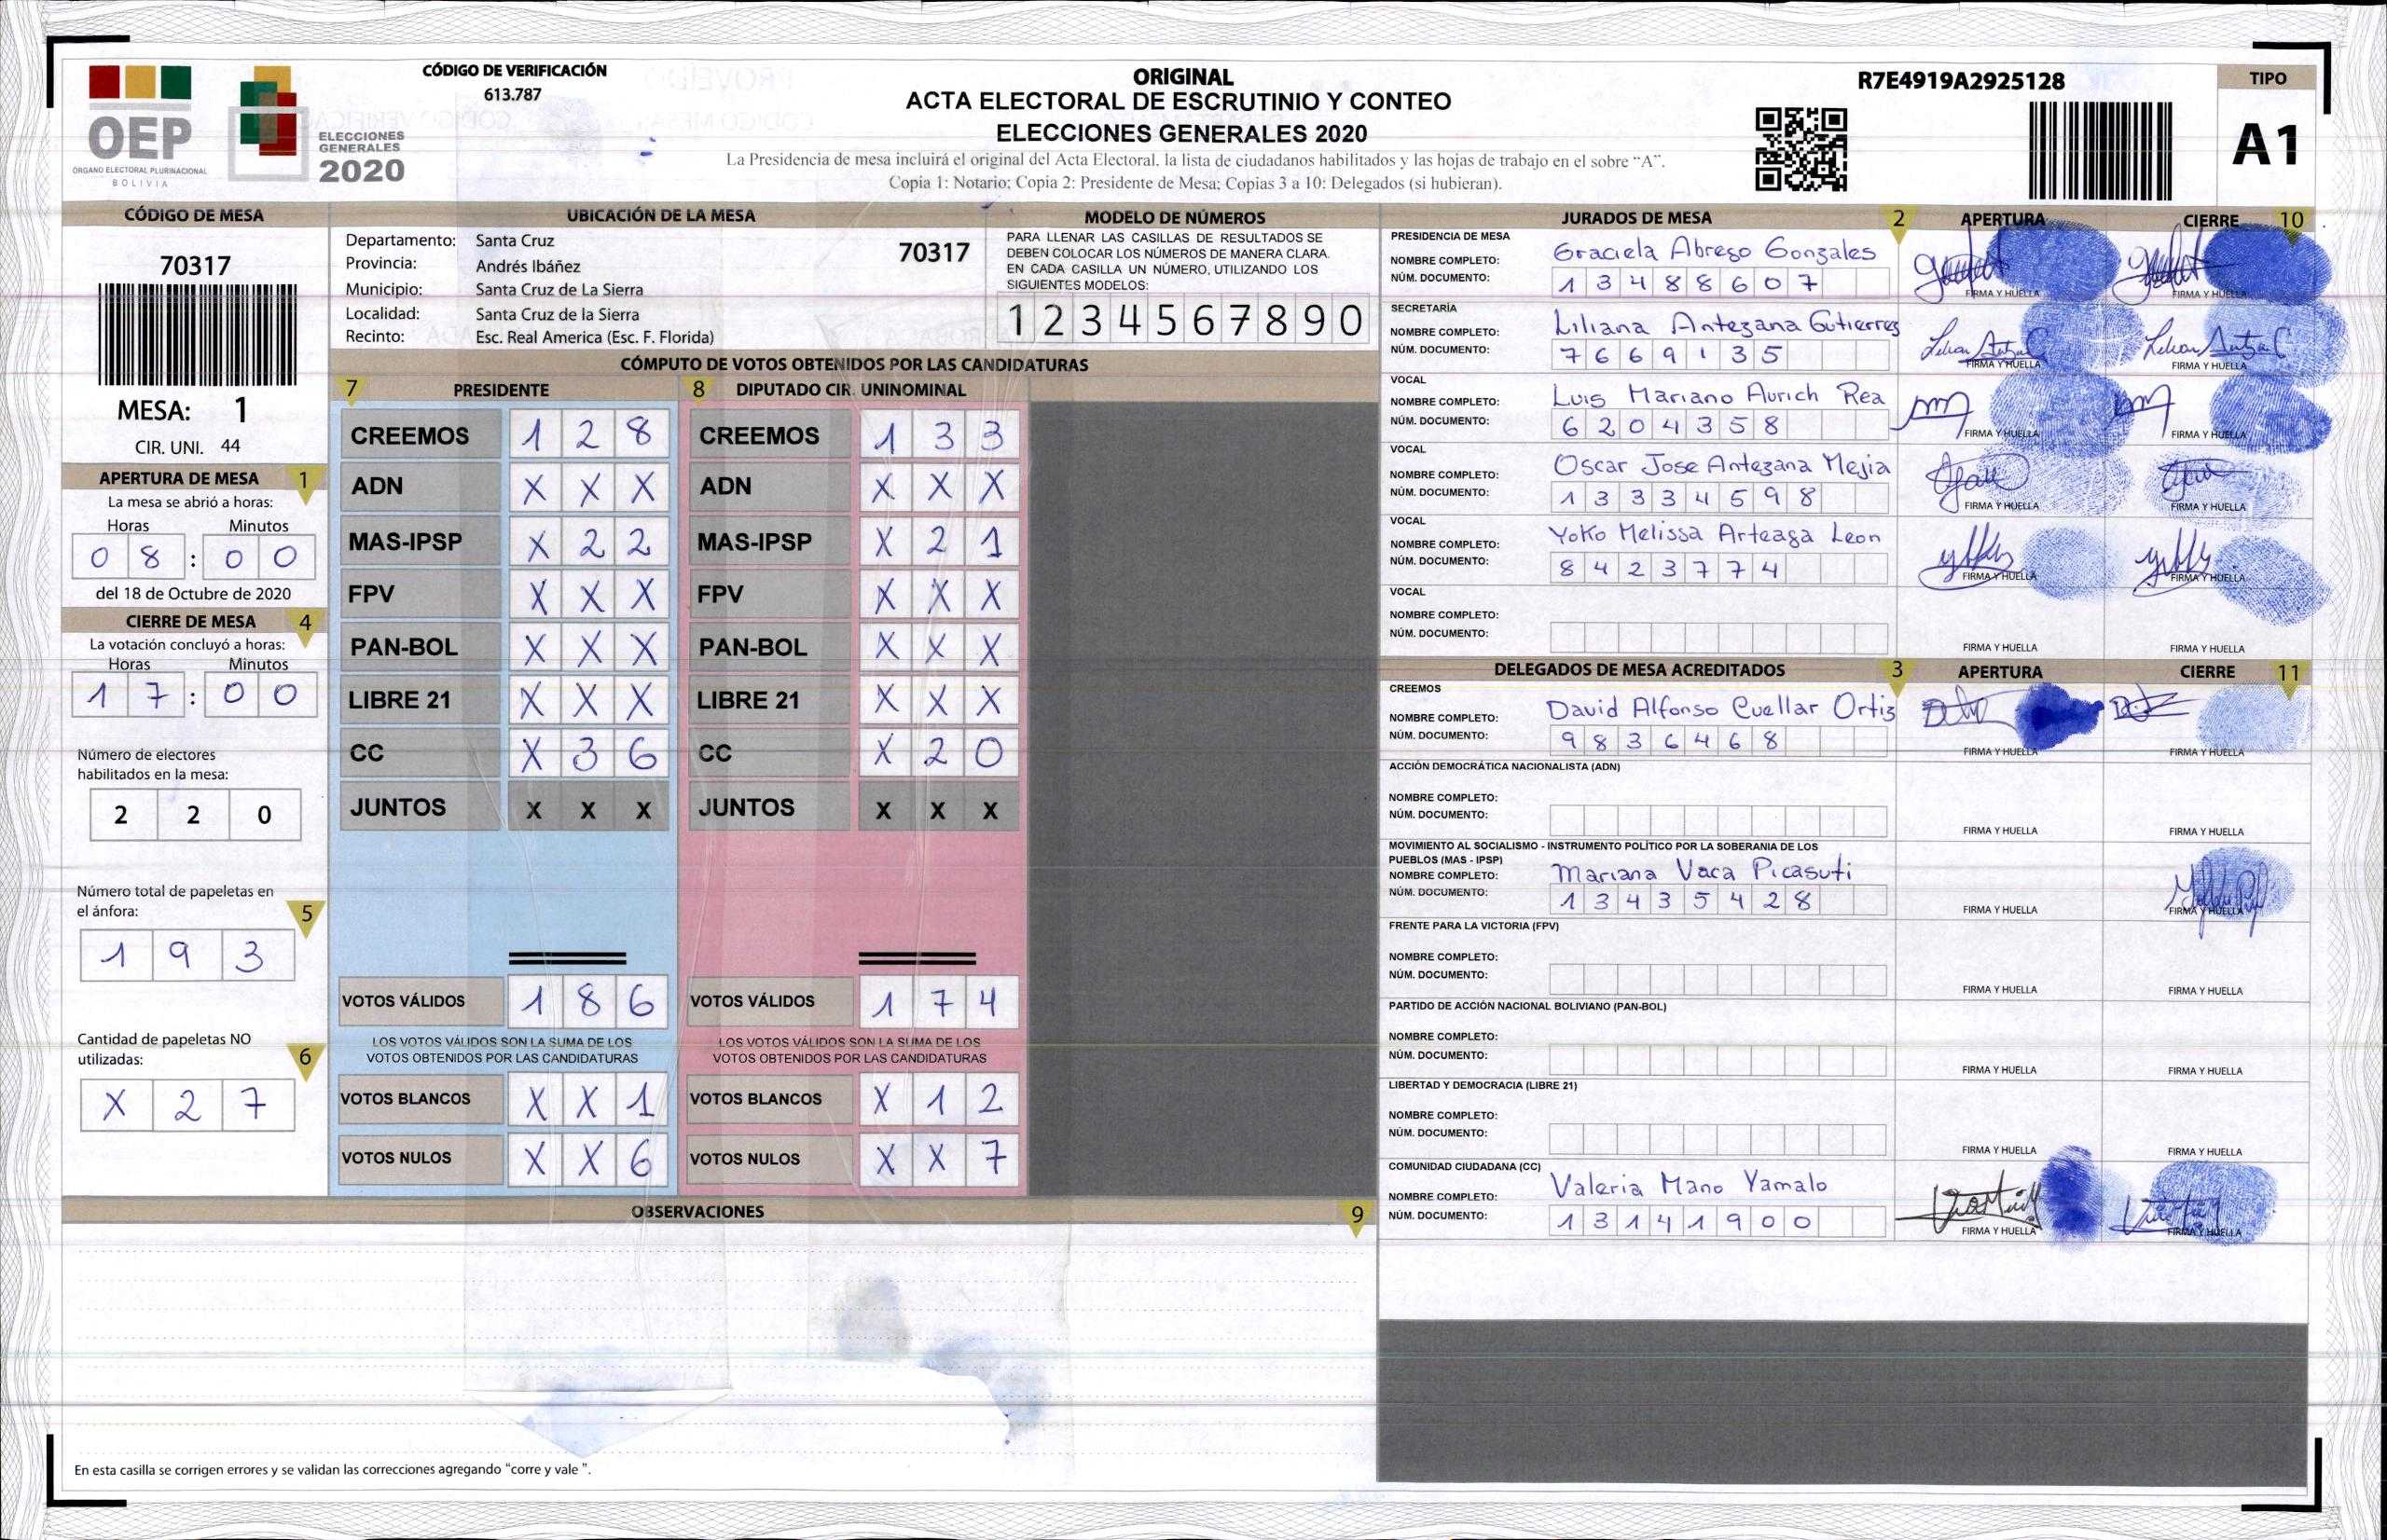 OEP
ORGANO ELECTORAL PLURINACIONAL
BOLIVIA
ELECCIONES
GENERALES
2020
CÓDIGO DE VERIFICACIÓN
613.787
ORIGINAL
ACTA ELECTORAL DE ESCRUTINIO Y CONTEO
ELECCIONES GENERALES 2020
La Presidencia de mesa incluirá el original del Acta Electoral, la lista de ciudadanos habilitados y las hojas de trabajo en el sobre “A”.
Copia 1: Notario; Copia 2: Presidente de Mesa; Copias 3 a 10: Delegados (si hubieran).
R7E4919A2925128
TIPO
A1
CÓDIGO DE MESA
70317
MESA: 1
CIR. UNI. 44
APERTURA DE MESA 1
La mesa se abrió a horas:
Horas Minutos
0 8 : 0 0
del 18 de Octubre de 2020
CIERRE DE MESA 4
La votación concluyó a horas:
Horas Minutos
1 7 : 0 0
Número de electores
habilitados en la mesa:
2 2 0
Número total de papeletas en
el ánfora: 5
1 9 3
Cantidad de papeletas NO
utilizadas: 6
X 2 7
UBICACIÓN DE LA MESA
Departamento: Santa Cruz 70317
Provincia: Andrés Ibáñez
Municipio: Santa Cruz de La Sierra
Localidad: Santa Cruz de la Sierra
Recinto: Esc. Real America (Esc. F. Florida)
MODELO DE NÚMEROS
PARA LLENAR LAS CASILLAS DE RESULTADOS SE
DEBEN COLOCAR LOS NÚMEROS DE MANERA CLARA.
EN CADA CASILLA UN NÚMERO, UTILIZANDO LOS
SIGUIENTES MODELOS:
1 2 3 4 5 6 7 8 9 0
CÓMPUTO DE VOTOS OBTENIDOS POR LAS CANDIDATURAS
7 PRESIDENTE 8 DIPUTADO CIR. UNINOMINAL
CREEMOS 1 2 8 CREEMOS 1 3 3
ADN X X X ADN X X X
MAS-IPSP X 2 2 MAS-IPSP X 2 1
FPV X X X FPV X X X
PAN-BOL X X X PAN-BOL X X X
LIBRE 21 X X X LIBRE 21 X X X
CC X 3 6 CC X 2 0
JUNTOS X X X JUNTOS X X X
VOTOS VÁLIDOS 1 8 6 VOTOS VÁLIDOS 1 7 4
LOS VOTOS VÁLIDOS SON LA SUMA DE LOS LOS VOTOS VÁLIDOS SON LA SUMA DE LOS
VOTOS OBTENIDOS POR LAS CANDIDATURAS VOTOS OBTENIDOS POR LAS CANDIDATURAS
VOTOS BLANCOS X X 1 VOTOS BLANCOS X 1 2
VOTOS NULOS X X 6 VOTOS NULOS X X 7
OBSERVACIONES 9
En esta casilla se corrigen errores y se validan las correcciones agregando “corre y vale ”.
JURADOS DE MESA 2 APERTURA CIERRE 10
PRESIDENCIA DE MESA
NOMBRE COMPLETO: Graciela Abrego Gonzales
NÚM. DOCUMENTO: 1 3 4 8 8 6 0 7
FIRMA Y HUELLA FIRMA Y HUELLA
SECRETARÍA
NOMBRE COMPLETO: Liliana Antezana Gutierrez
NÚM. DOCUMENTO: 7 6 6 9 1 3 5
FIRMA Y HUELLA FIRMA Y HUELLA
VOCAL
NOMBRE COMPLETO: Luis Mariano Aurich Rea
NÚM. DOCUMENTO: 6 2 0 4 3 5 8
FIRMA Y HUELLA FIRMA Y HUELLA
VOCAL
NOMBRE COMPLETO: Oscar Jose Antezana Mejia
NÚM. DOCUMENTO: 1 3 3 3 4 5 9 8
FIRMA Y HUELLA FIRMA Y HUELLA
VOCAL
NOMBRE COMPLETO: Yoko Melissa Arteaga Leon
NÚM. DOCUMENTO: 8 4 2 3 7 7 4
FIRMA Y HUELLA FIRMA Y HUELLA
VOCAL
NOMBRE COMPLETO:
NÚM. DOCUMENTO:
FIRMA Y HUELLA FIRMA Y HUELLA
DELEGADOS DE MESA ACREDITADOS 3 APERTURA CIERRE 11
CREEMOS
NOMBRE COMPLETO: David Alfonso Cuellar Ortiz
NÚM. DOCUMENTO: 9 8 3 6 4 6 8
FIRMA Y HUELLA FIRMA Y HUELLA
ACCIÓN DEMOCRÁTICA NACIONALISTA (ADN)
NOMBRE COMPLETO:
NÚM. DOCUMENTO:
FIRMA Y HUELLA FIRMA Y HUELLA
MOVIMIENTO AL SOCIALISMO - INSTRUMENTO POLÍTICO POR LA SOBERANIA DE LOS
PUEBLOS (MAS - IPSP)
NOMBRE COMPLETO: Mariana Vaca Picasuti
NÚM. DOCUMENTO: 1 3 4 3 5 4 2 8
FIRMA Y HUELLA FIRMA Y HUELLA
FRENTE PARA LA VICTORIA (FPV)
NOMBRE COMPLETO:
NÚM. DOCUMENTO:
FIRMA Y HUELLA FIRMA Y HUELLA
PARTIDO DE ACCIÓN NACIONAL BOLIVIANO (PAN-BOL)
NOMBRE COMPLETO:
NÚM. DOCUMENTO:
FIRMA Y HUELLA FIRMA Y HUELLA
LIBERTAD Y DEMOCRACIA (LIBRE 21)
NOMBRE COMPLETO:
NÚM. DOCUMENTO:
FIRMA Y HUELLA FIRMA Y HUELLA
COMUNIDAD CIUDADANA (CC)
NOMBRE COMPLETO: Valeria Mano Yamalo
NÚM. DOCUMENTO: 1 3 1 4 1 9 0 0
FIRMA Y HUELLA FIRMA Y HUELLA